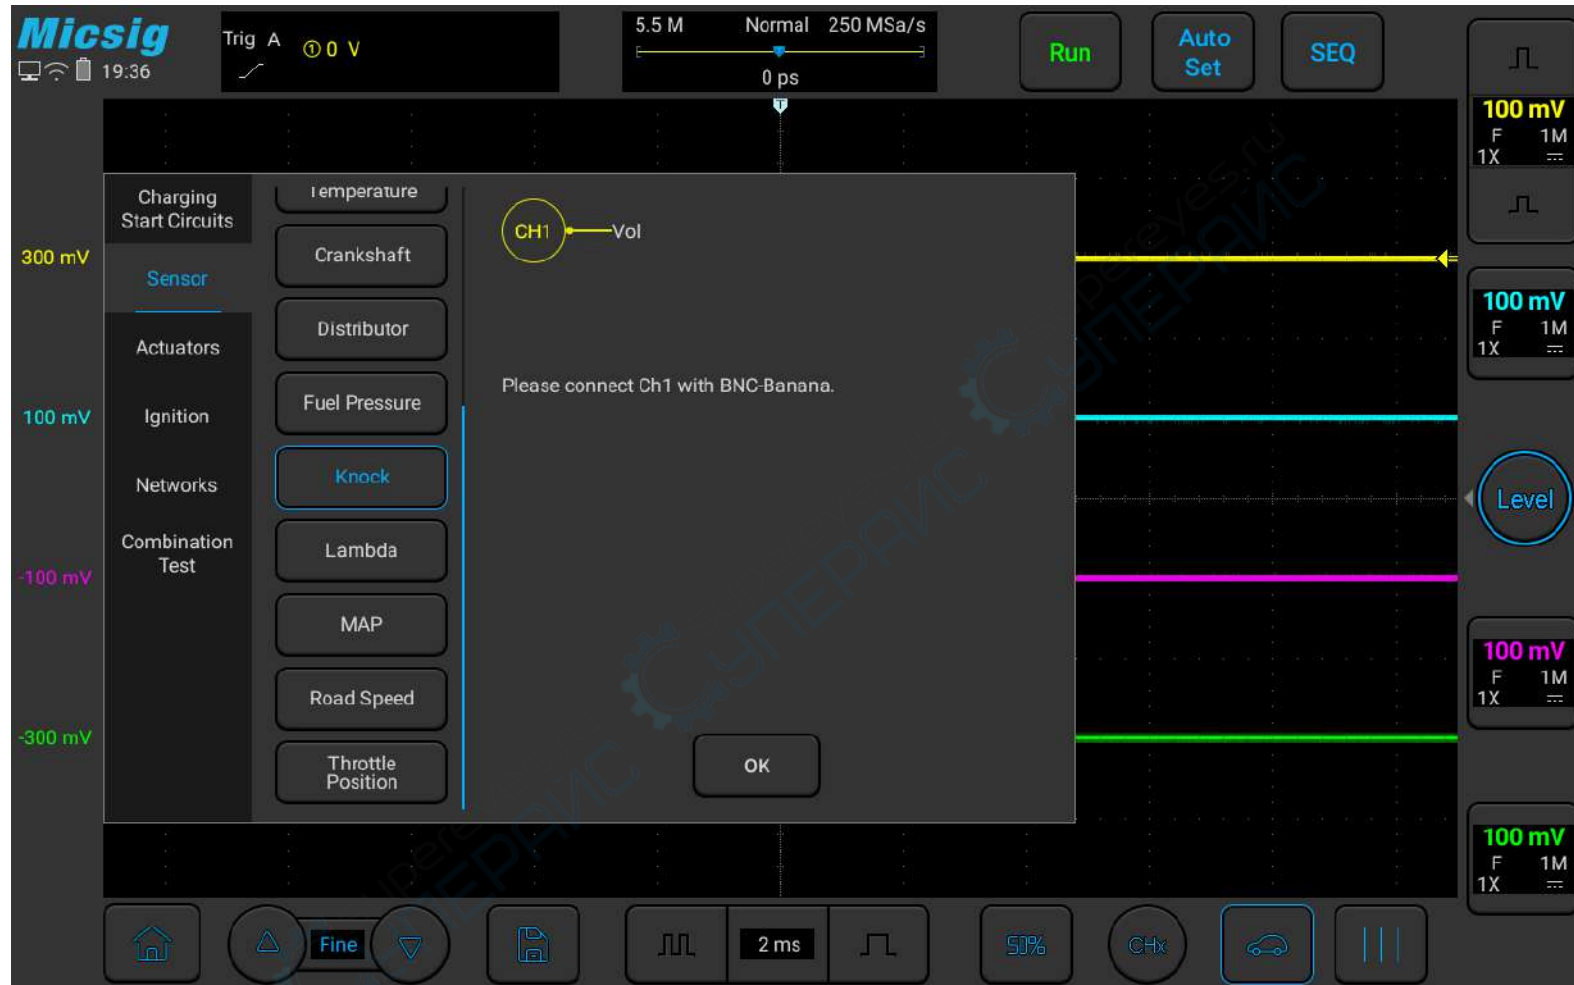 Micsig
19:36
Trig A
① 0 V
5.5 M Normal 250 MSa/s
0 ps
Run
Auto
Set
SEQ
T
100 mV
F 1M
1X
300 mV
100 mV
-100 mV
-300 mV
Charging
Start Circuits
Sensor
Actuators
Ignition
Networks
Combination
Test
Temperature
Crankshaft
Distributor
Fuel Pressure
Knock
Lambda
MAP
Road Speed
Throttle
Position
CH1 Vol
Please connect Ch1 with BNC-Banana.
OK
100 mV
F 1M
1X
Level
100 mV
F 1M
1X
100 mV
F 1M
1X
Fine
2 ms
50%
CHx
supereyes.ru
СУПЕРАЙС